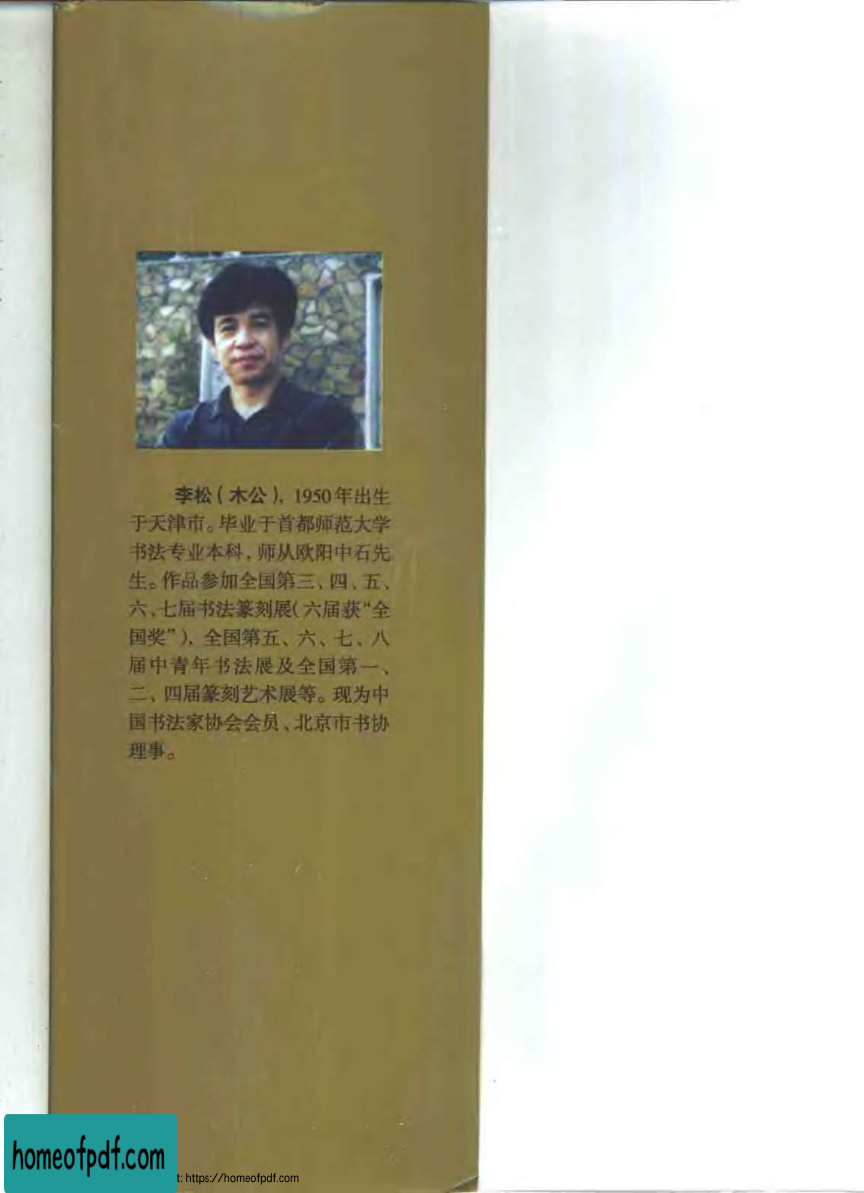 李松(木公)，1950年出生
于天津市。毕业于首都师范大学
书法专业本科，师从欧阳中石先
生。作品参加全国第三、四、五、
六、七届书法篆刻展(六届获“全
国奖”)，全国第五、六、七、八
届中青年书法展及全国第一、
二、四届篆刻艺术展等。现为中
国书法家协会会员、北京市书协
理事。
homeofpdf.com
t: https://homeofpdf.com